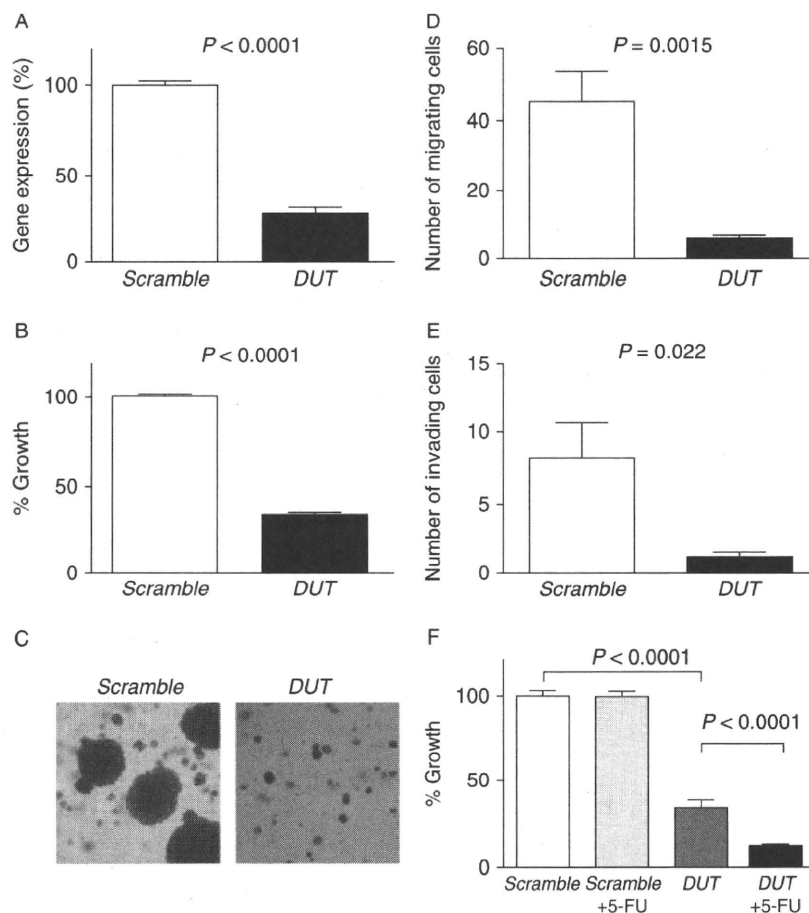 A
P < 0.0001
Gene expression (%)
100
50
0
Scramble DUT
B
P < 0.0001
% Growth
100
50
0
Scramble DUT
C
Scramble DUT
D
P = 0.0015
Number of migrating cells
60
40
20
0
Scramble DUT
E
P = 0.022
Number of invading cells
15
10
5
0
Scramble DUT
F
P < 0.0001
P < 0.0001
% Growth
100
50
0
Scramble Scramble DUT DUT
+5-FU +5-FU